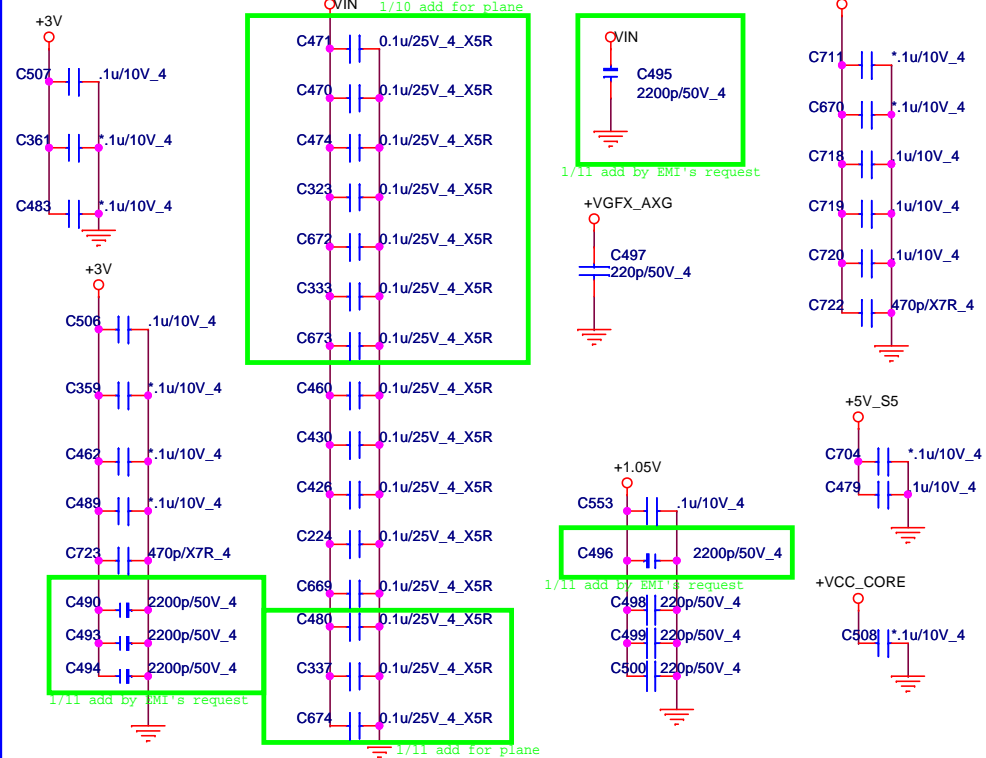 +3V
C507 .1u/10V_4
C361 *.1u/10V_4
C483 *.1u/10V_4
+3V
C506 .1u/10V_4
C359 *.1u/10V_4
C462 *.1u/10V_4
C489 *.1u/10V_4
C723 470p/X7R_4
C490 2200p/50V_4
C493 2200p/50V_4
C494 2200p/50V_4
1/11 add by EMI's request
VIN 1/10 add for plane
C471 0.1u/25V_4_X5R
C470 0.1u/25V_4_X5R
C474 0.1u/25V_4_X5R
C323 0.1u/25V_4_X5R
C672 0.1u/25V_4_X5R
C333 0.1u/25V_4_X5R
C673 0.1u/25V_4_X5R
C460 0.1u/25V_4_X5R
C430 0.1u/25V_4_X5R
C426 0.1u/25V_4_X5R
C224 0.1u/25V_4_X5R
C669 0.1u/25V_4_X5R
C480 0.1u/25V_4_X5R
C337 0.1u/25V_4_X5R
C674 0.1u/25V_4_X5R
1/11 add for plane
VIN
C495
2200p/50V_4
1/11 add by EMI's request
+VGFX_AXG
C497
220p/50V_4
+1.05V
C553 .1u/10V_4
C496 2200p/50V_4
1/11 add by EMI's request
C498 220p/50V_4
C499 220p/50V_4
C500 220p/50V_4
C711 *.1u/10V_4
C670 *.1u/10V_4
C718 .1u/10V_4
C719 .1u/10V_4
C720 .1u/10V_4
C722 470p/X7R_4
+5V_S5
C704 *.1u/10V_4
C479 .1u/10V_4
+VCC_CORE
C508 *.1u/10V_4